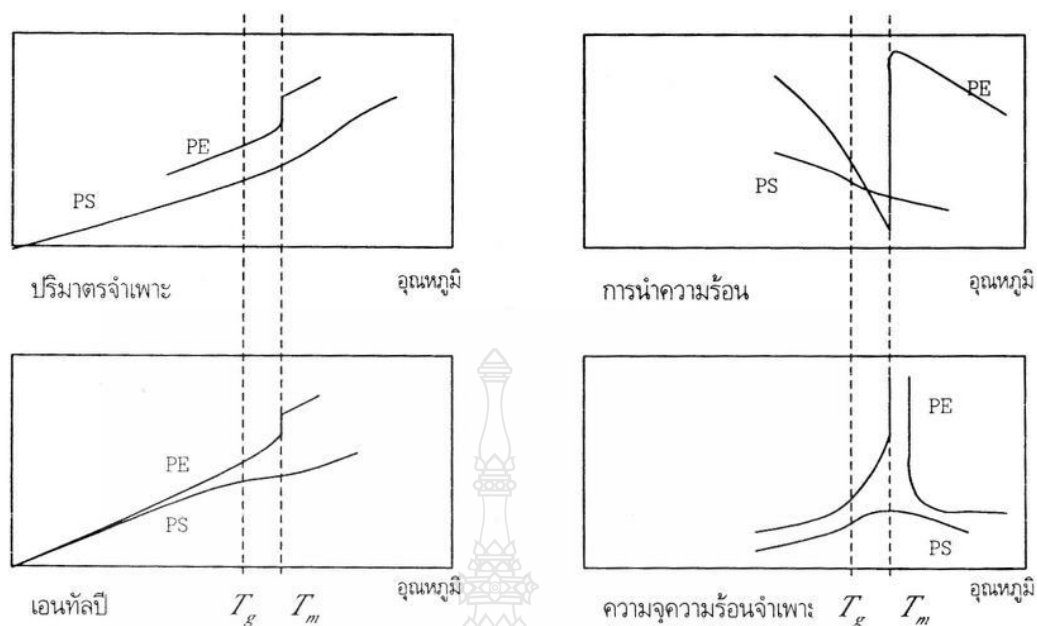 PE
PS
อุณหภูมิ
ปริมาตรจำเพาะ
PE
PS
อุณหภูมิ
การนำความร้อน
PE
PS
อุณหภูมิ
เอนทัลปี T_g T_m
PE
PS
อุณหภูมิ
ความจุความร้อนจำเพาะ T_g T_m